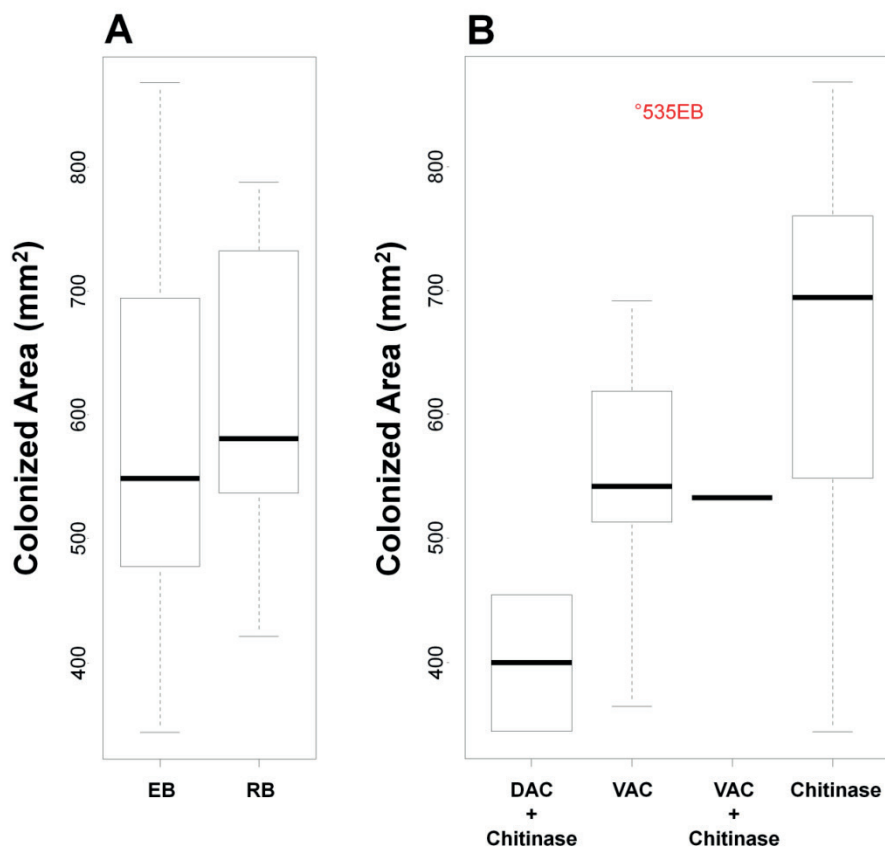 A
Colonized Area (mm²)
800
700
600
500
400
EB
RB
B
Colonized Area (mm²)
800
700
600
500
400
°535EB
DAC
+
Chitinase
VAC
VAC
+
Chitinase
Chitinase